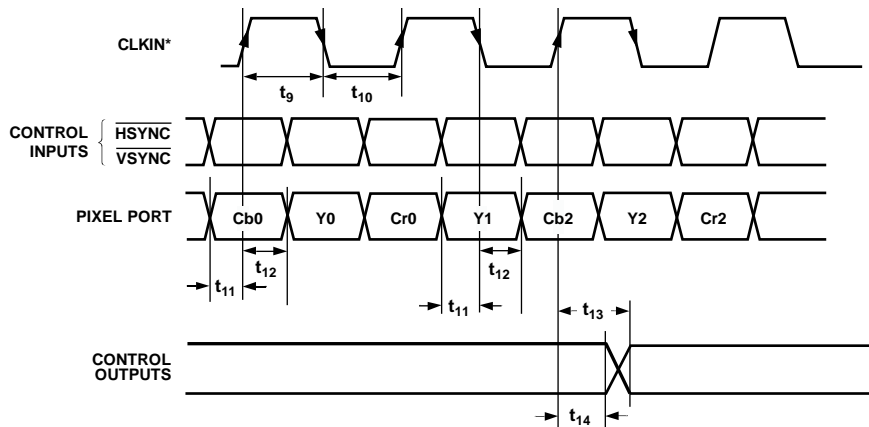 CLKIN*
t9
t10
CONTROL INPUTS
HSYNC
VSYNC
PIXEL PORT
Cb0 Y0 Cr0 Y1 Cb2 Y2 Cr2
t12
t12
t11
t11
t13
CONTROL OUTPUTS
t14